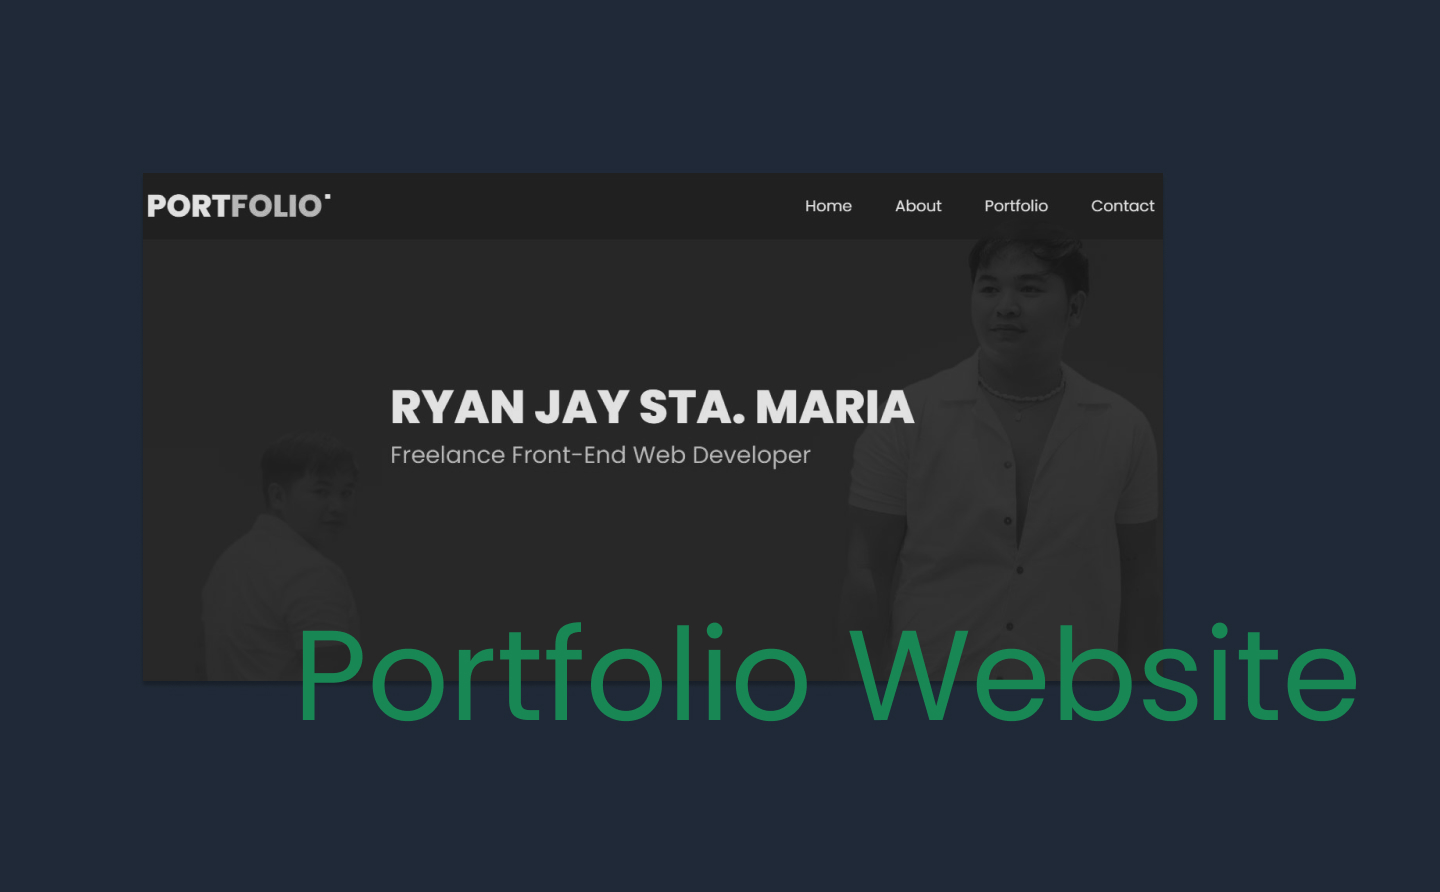 PORTFOLIO
Home About Portfolio Contact
RYAN JAY STA. MARIA
Freelance Front-End Web Developer
Portfolio Website